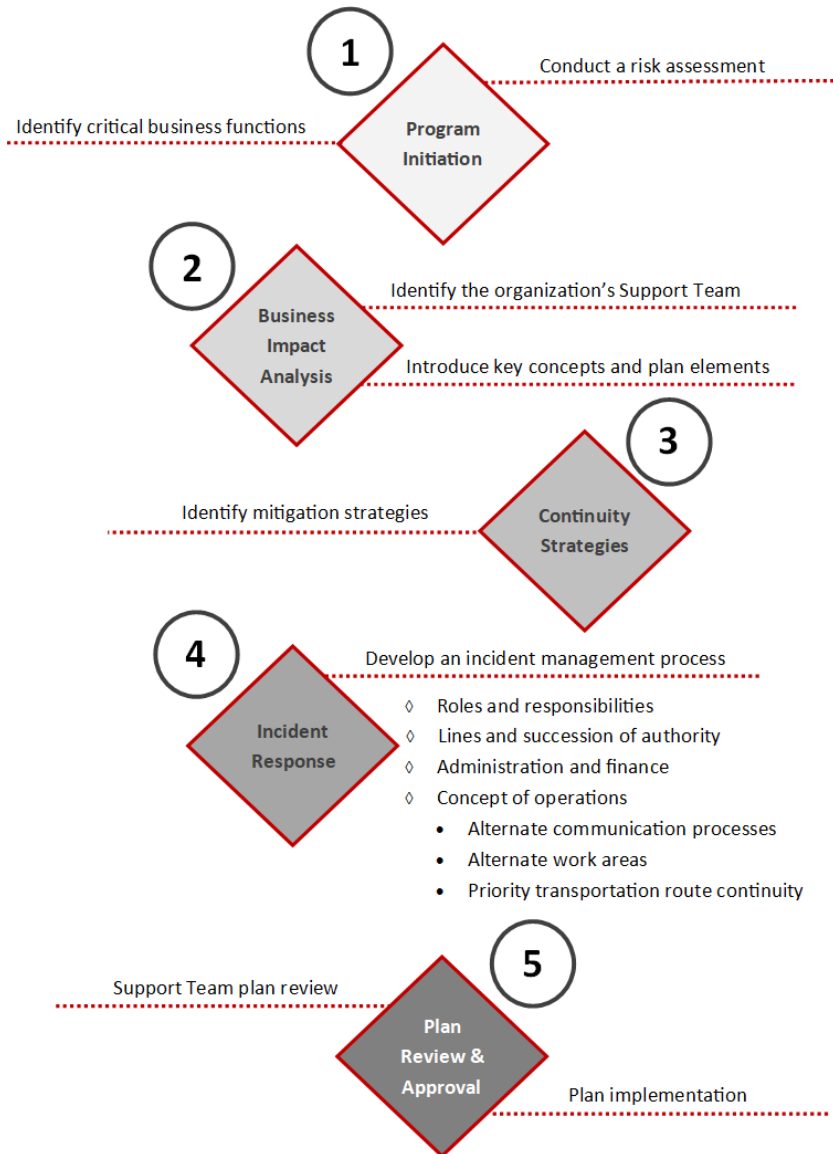 1
Conduct a risk assessment
Identify critical business functions
Program
Initiation
2
Identify the organization’s Support Team
Business
Impact
Analysis
Introduce key concepts and plan elements
3
Identify mitigation strategies
Continuity
Strategies
4
Develop an incident management process
Incident
Response
◊ Roles and responsibilities
◊ Lines and succession of authority
◊ Administration and finance
◊ Concept of operations
• Alternate communication processes
• Alternate work areas
• Priority transportation route continuity
5
Support Team plan review
Plan
Review &
Approval
Plan implementation